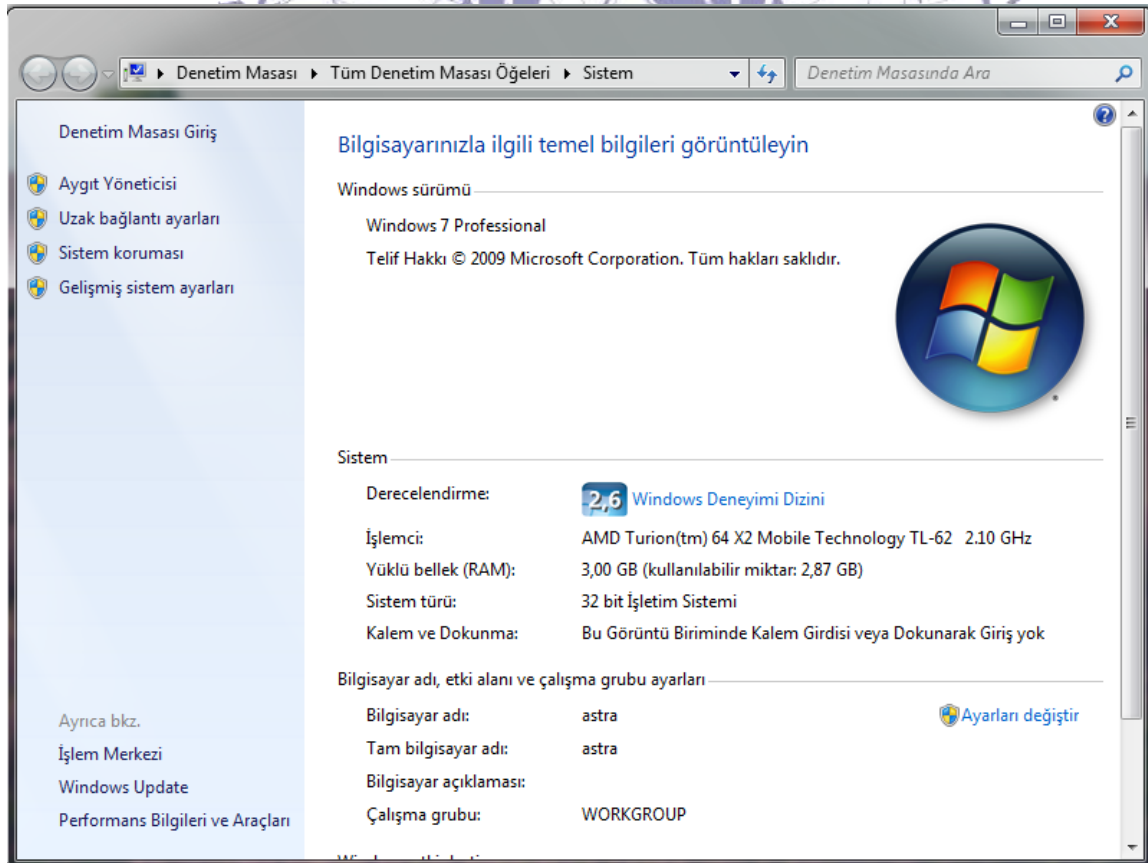 Denetim Masası Tüm Denetim Masası Öğeleri Sistem
Denetim Masasında Ara
Denetim Masası Giriş
Aygıt Yöneticisi
Uzak bağlantı ayarları
Sistem koruması
Gelişmiş sistem ayarları
Ayrıca bkz.
İşlem Merkezi
Windows Update
Performans Bilgileri ve Araçları
Bilgisayarınızla ilgili temel bilgileri görüntüleyin
Windows sürümü
Windows 7 Professional
Telif Hakkı © 2009 Microsoft Corporation. Tüm hakları saklıdır.
Sistem
Derecelendirme: 2,6 Windows Deneyimi Dizini
İşlemci: AMD Turion(tm) 64 X2 Mobile Technology TL-62 2.10 GHz
Yüklü bellek (RAM): 3,00 GB (kullanılabilir miktar: 2,87 GB)
Sistem türü: 32 bit İşletim Sistemi
Kalem ve Dokunma: Bu Görüntü Biriminde Kalem Girdisi veya Dokunarak Giriş yok
Bilgisayar adı, etki alanı ve çalışma grubu ayarları
Bilgisayar adı: astra Ayarları değiştir
Tam bilgisayar adı: astra
Bilgisayar açıklaması:
Çalışma grubu: WORKGROUP